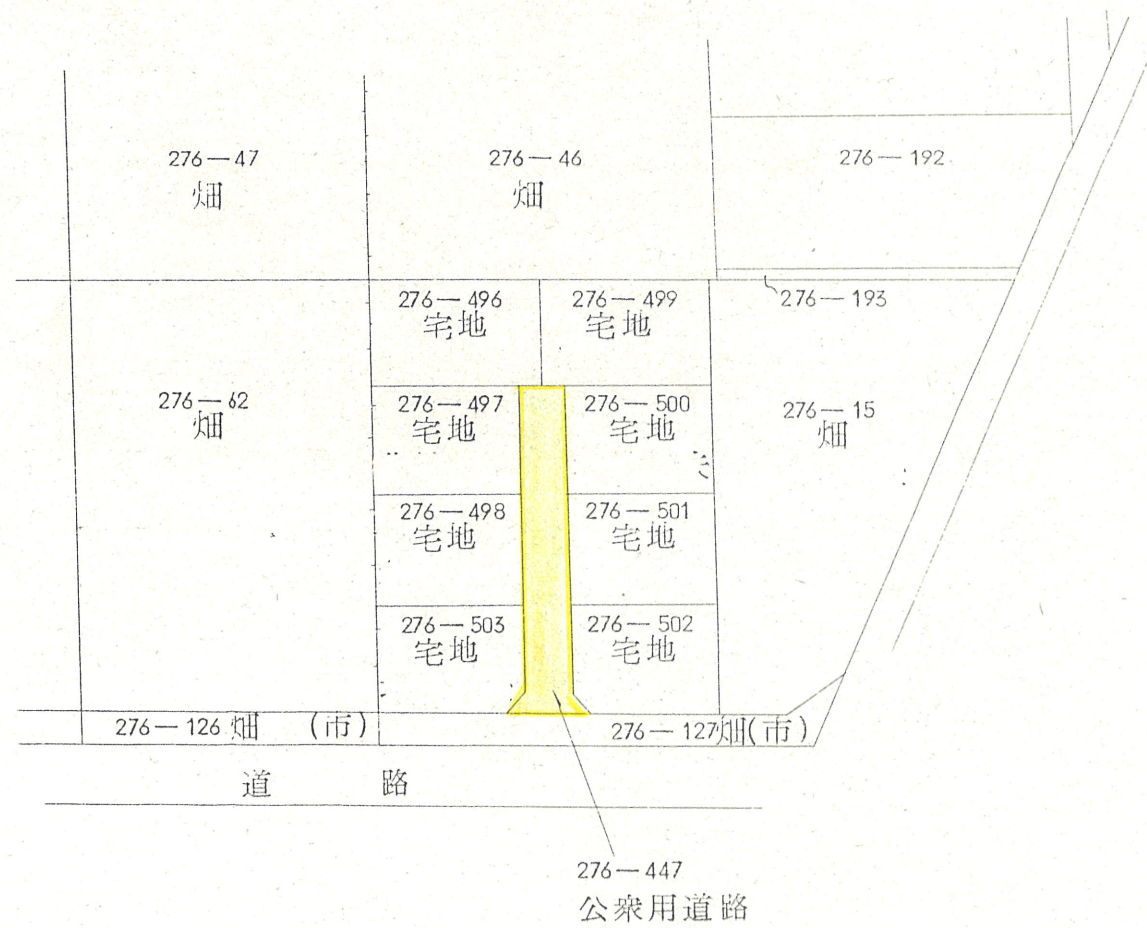 276—47
畑
276—46
畑
276—192
276—496
宅地
276—499
宅地
276—193
276—62
畑
276—497
宅地
276—500
宅地
276—15
畑
276—498
宅地
276—501
宅地
276—503
宅地
276—502
宅地
276—126 畑 (市)
276—127畑(市)
道 路
276—447
公衆用道路